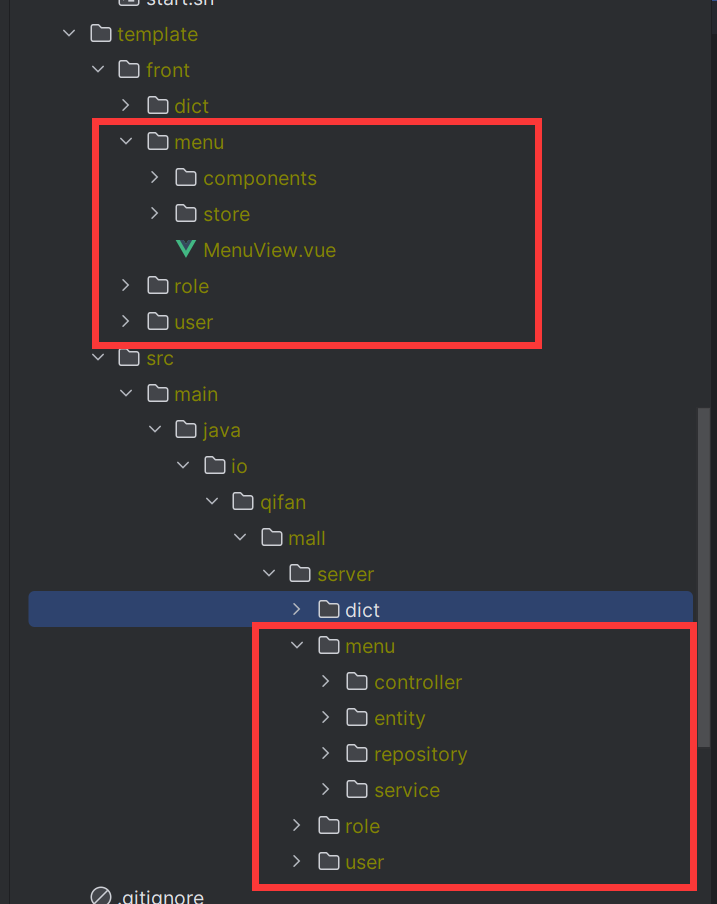 start.sh
template
front
dict
menu
components
store
MenuView.vue
role
user
src
main
java
io
qifan
mall
server
dict
menu
controller
entity
repository
service
role
user
.gitignore